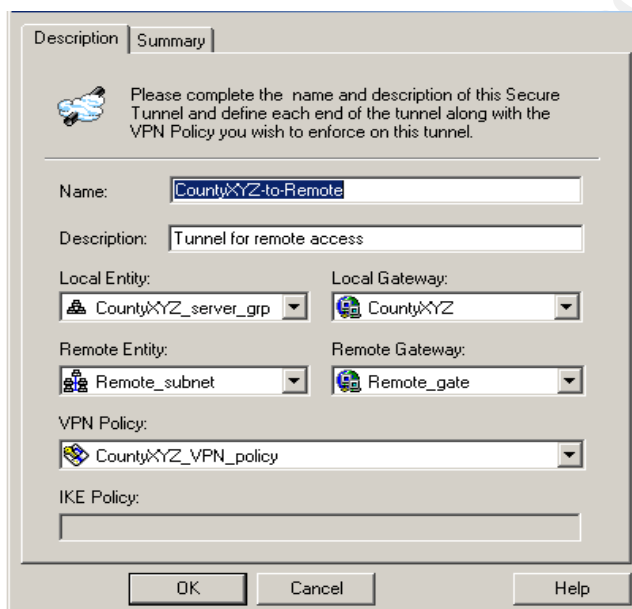 Description Summary
Please complete the name and description of this Secure
Tunnel and define each end of the tunnel along with the
VPN Policy you wish to enforce on this tunnel.
Name: CountyXYZ-to-Remote
Description: Tunnel for remote access
Local Entity: Local Gateway:
CountyXYZ_server_grp CountyXYZ
Remote Entity: Remote Gateway:
Remote_subnet Remote_gate
VPN Policy:
CountyXYZ_VPN_policy
IKE Policy:
OK Cancel Help